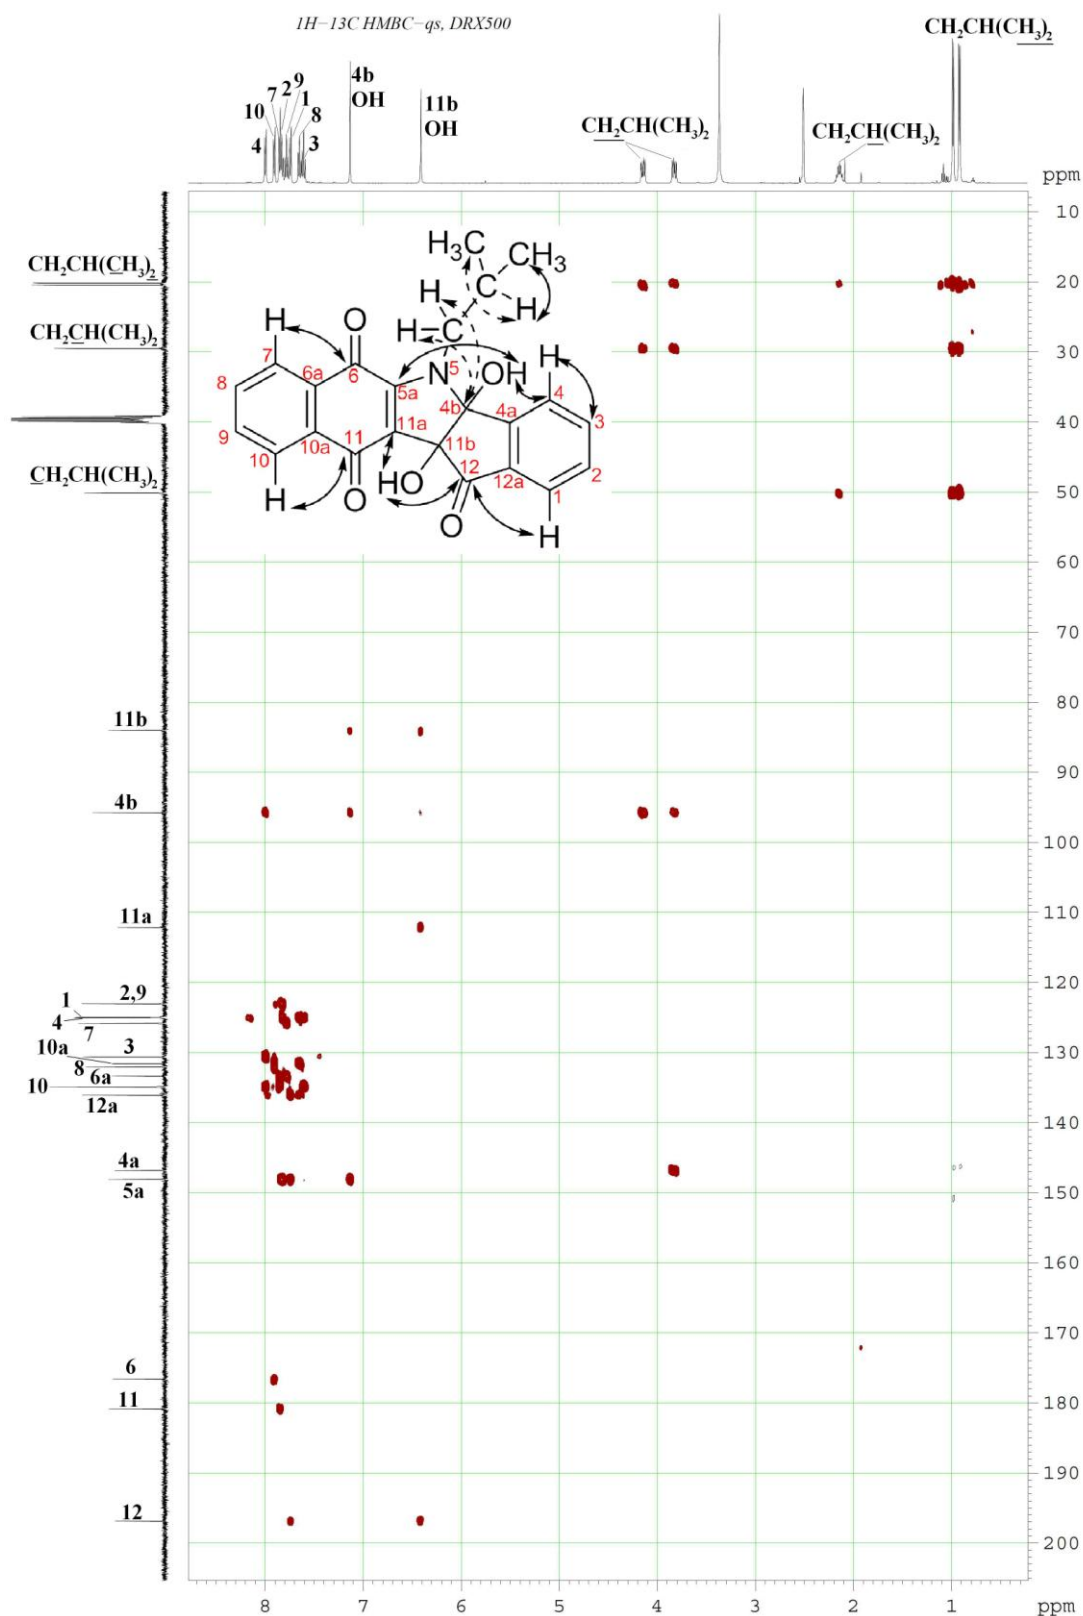 1H-13C HMBC-qs, DRX500
CH₂CH(CH₃)₂
4b
OH
11b
OH
7 2 9
10 1
8
4 3
CH₂CH(CH₃)₂
CH₂CH(CH₃)₂
ppm
10
20
30
40
50
60
70
80
90
100
110
120
130
140
150
160
170
180
190
200
CH₂CH(CH₃)₂
CH₂CH(CH₃)₂
CH₂CH(CH₃)₂
11b
4b
11a
1 2,9
4
7
10a 3
8 6a
10
12a
4a
5a
6
11
12
H₃C CH₃
H C H
H O H C H
7 6a 6 N 5 OH 4
8 5a 4b 4a 3
9 10a 11 11a 11b 2
10 HO 12 12a 1
H O O H
8 7 6 5 4 3 2 1 ppm